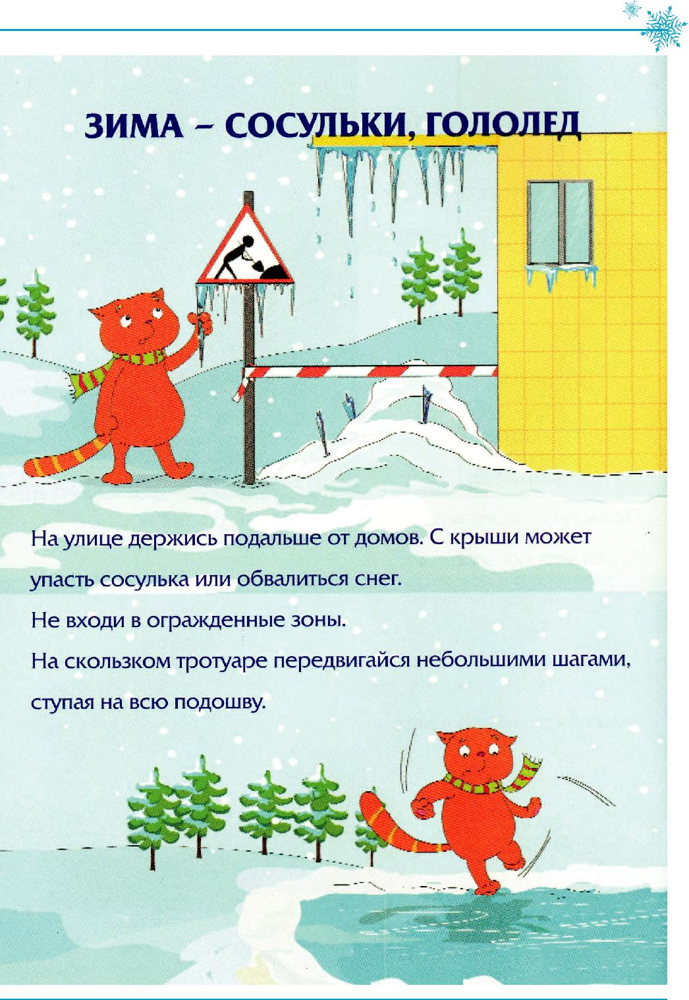 ЗИМА – СОСУЛЬКИ, ГОЛОЛЕД
На улице держись подальше от домов. С крыши может
упасть сосулька или обвалиться снег.
Не входи в огражденные зоны.
На скользком тротуаре передвигайся небольшими шагами,
ступая на всю подошву.